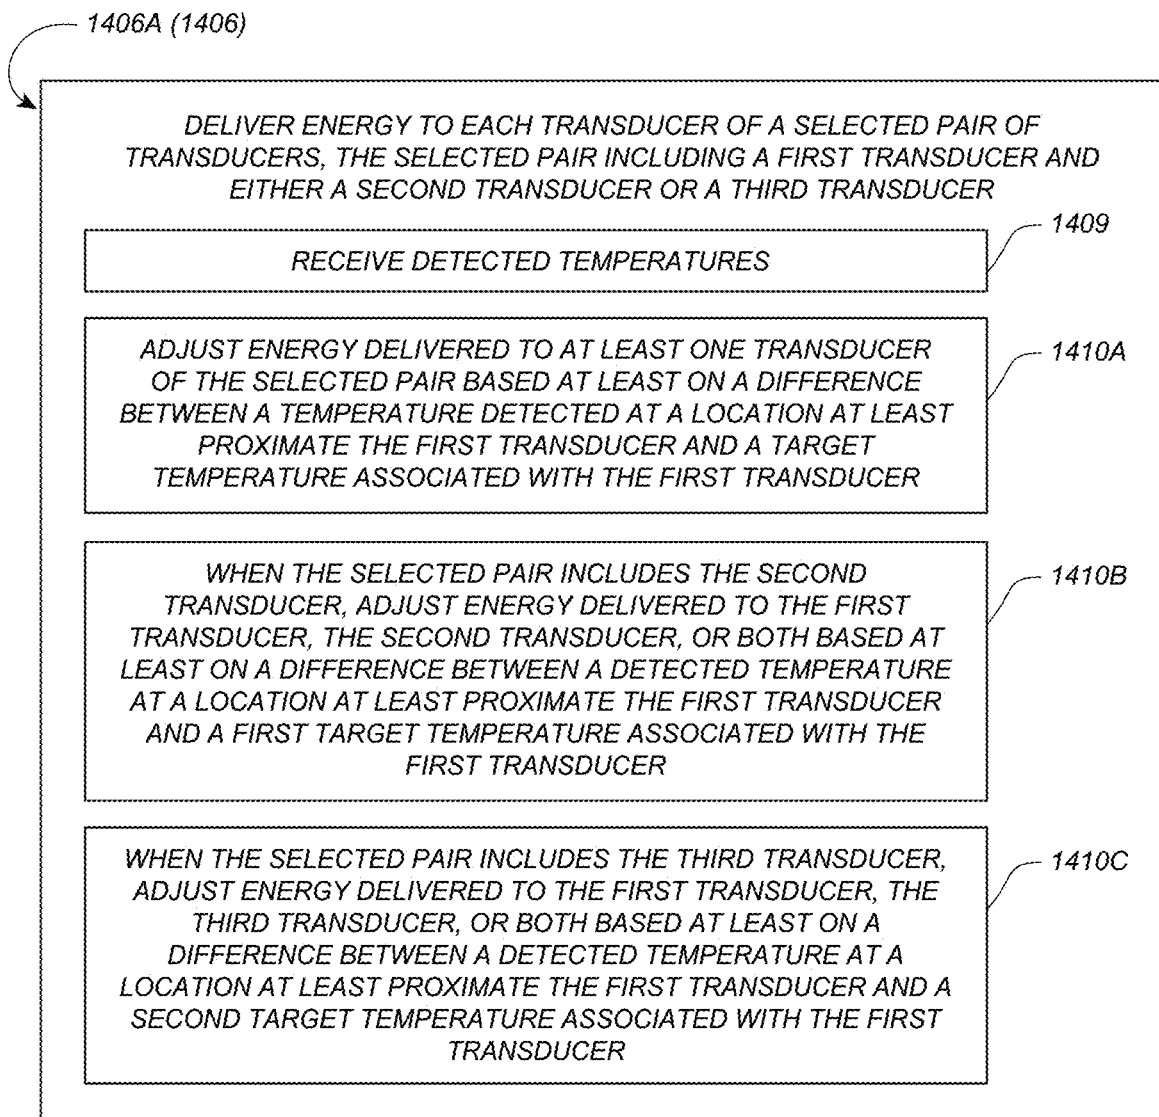 1406A (1406)
DELIVER ENERGY TO EACH TRANSDUCER OF A SELECTED PAIR OF
TRANSDUCERS, THE SELECTED PAIR INCLUDING A FIRST TRANSDUCER AND
EITHER A SECOND TRANSDUCER OR A THIRD TRANSDUCER
1409
RECEIVE DETECTED TEMPERATURES
1410A
ADJUST ENERGY DELIVERED TO AT LEAST ONE TRANSDUCER
OF THE SELECTED PAIR BASED AT LEAST ON A DIFFERENCE
BETWEEN A TEMPERATURE DETECTED AT A LOCATION AT LEAST
PROXIMATE THE FIRST TRANSDUCER AND A TARGET
TEMPERATURE ASSOCIATED WITH THE FIRST TRANSDUCER
1410B
WHEN THE SELECTED PAIR INCLUDES THE SECOND
TRANSDUCER, ADJUST ENERGY DELIVERED TO THE FIRST
TRANSDUCER, THE SECOND TRANSDUCER, OR BOTH BASED AT
LEAST ON A DIFFERENCE BETWEEN A DETECTED TEMPERATURE
AT A LOCATION AT LEAST PROXIMATE THE FIRST TRANSDUCER
AND A FIRST TARGET TEMPERATURE ASSOCIATED WITH THE
FIRST TRANSDUCER
1410C
WHEN THE SELECTED PAIR INCLUDES THE THIRD TRANSDUCER,
ADJUST ENERGY DELIVERED TO THE FIRST TRANSDUCER, THE
THIRD TRANSDUCER, OR BOTH BASED AT LEAST ON A
DIFFERENCE BETWEEN A DETECTED TEMPERATURE AT A
LOCATION AT LEAST PROXIMATE THE FIRST TRANSDUCER AND A
SECOND TARGET TEMPERATURE ASSOCIATED WITH THE FIRST
TRANSDUCER